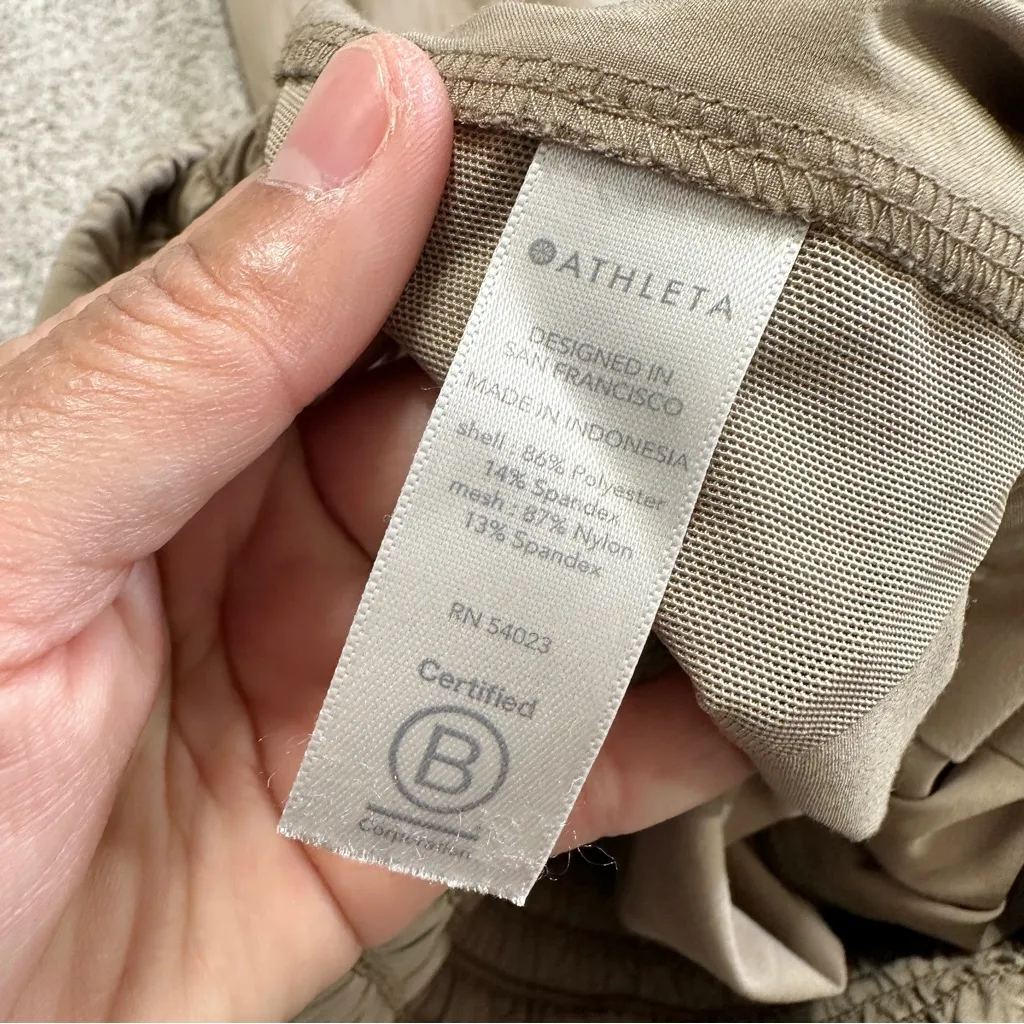 ATHLETA
DESIGNED IN
SAN FRANCISCO
MADE IN INDONESIA
shell : 86% Polyester
14% Spandex
mesh : 87% Nylon
13% Spandex
RN 54023
Certified
B
Corporation